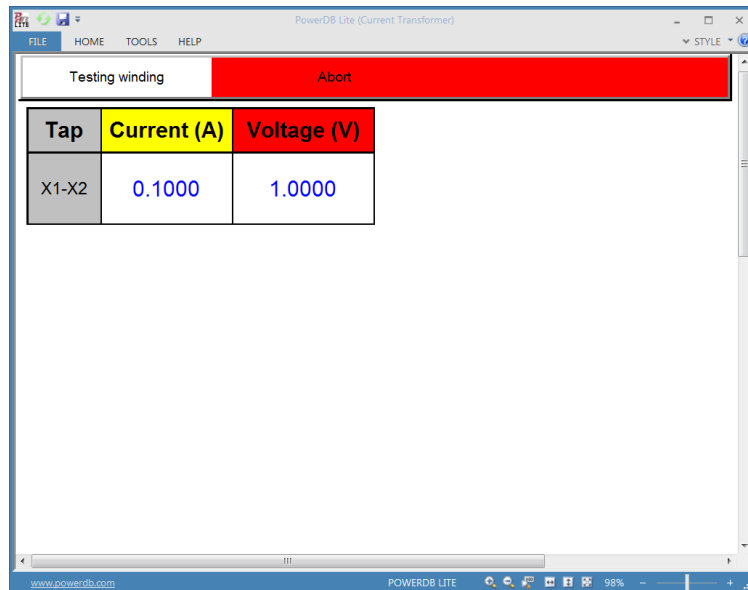 PowerDB Lite (Current Transformer)
FILE HOME TOOLS HELP STYLE
Testing winding Abort
Tap Current (A) Voltage (V)
X1-X2 0.1000 1.0000
www.powerdb.com POWERDB LITE 98%